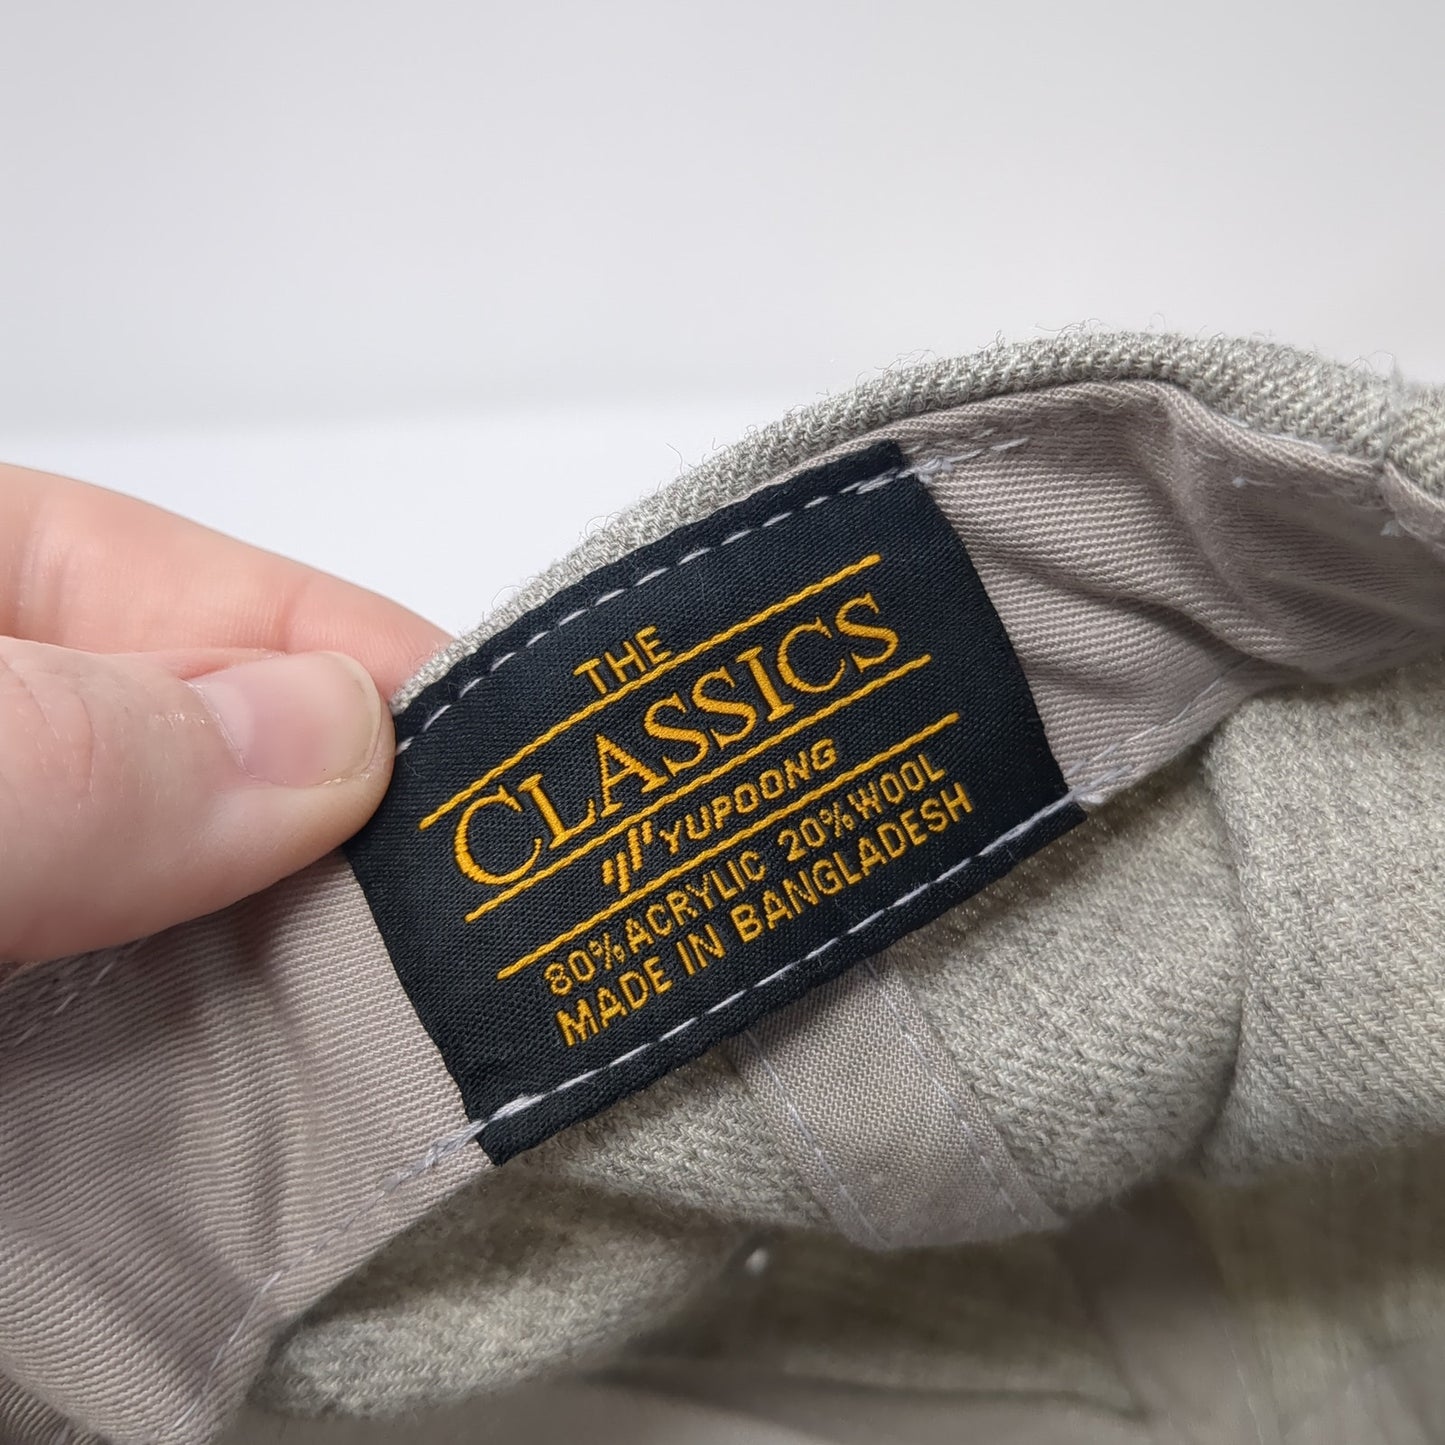 THE
CLASSICS
YUPOONG
80%ACRYLIC 20%WOOL
MADE IN BANGLADESH